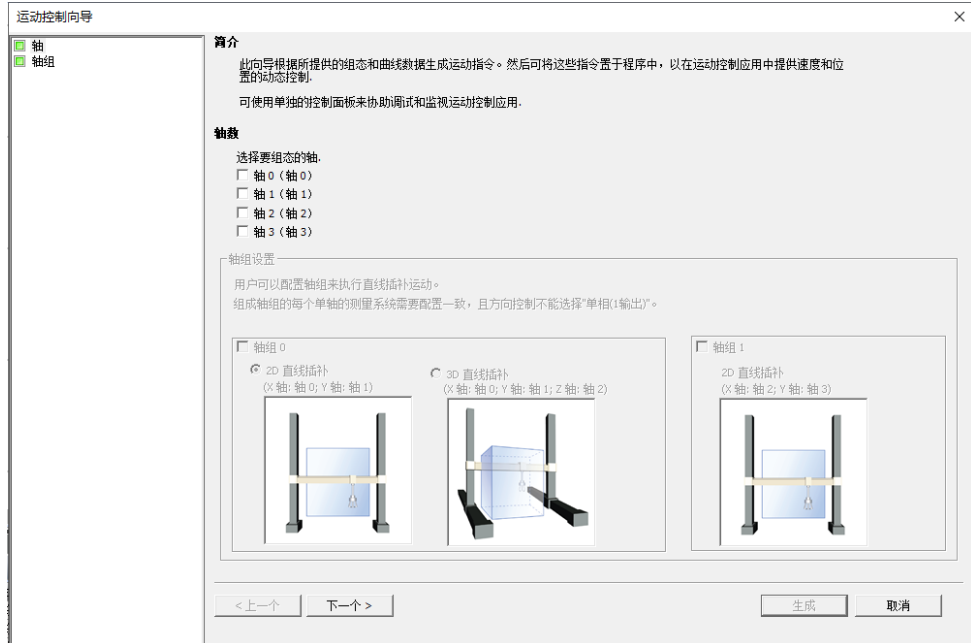 运动控制向导
轴
轴组
简介
此向导根据所提供的组态和曲线数据生成运动指令。然后可将这些指令置于程序中，以在运动控制应用中提供速度和位
置的动态控制.
可使用单独的控制面板来协助调试和监视运动控制应用.
轴数
选择要组态的轴.
轴 0 (轴 0)
轴 1 (轴 1)
轴 2 (轴 2)
轴 3 (轴 3)
轴组设置
用户可以配置轴组来执行直线插补运动。
组成轴组的每个单轴的测量系统需要配置一致，且方向控制不能选择"单相(1输出)"。
轴组 0
2D 直线插补
(X 轴: 轴 0; Y 轴: 轴 1)
3D 直线插补
(X 轴: 轴 0; Y 轴: 轴 1; Z 轴: 轴 2)
轴组 1
2D 直线插补
(X 轴: 轴 2; Y 轴: 轴 3)
< 上一个
下一个 >
生成
取消